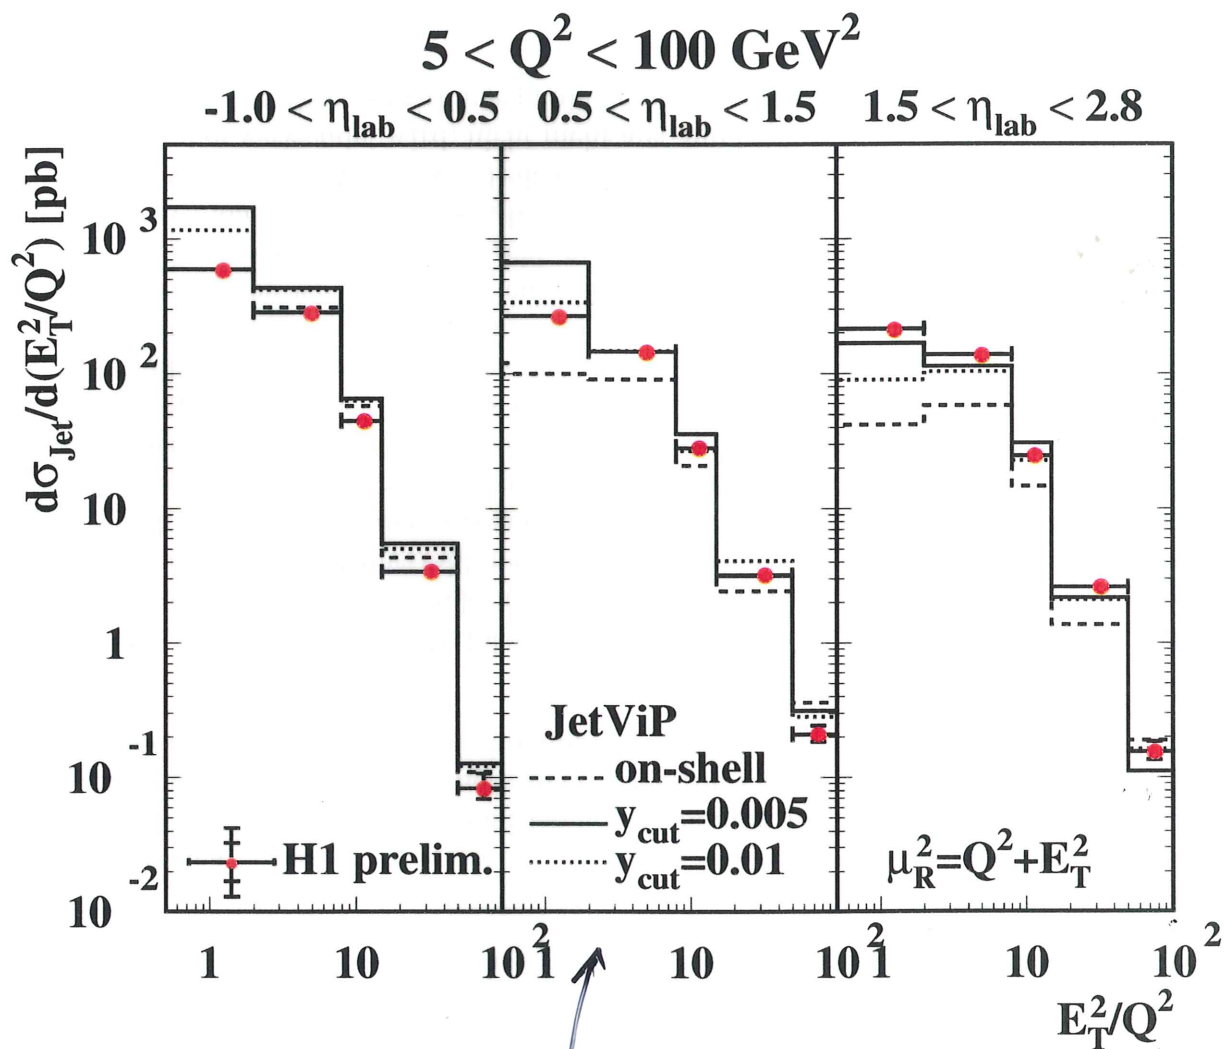 5 < Q² < 100 GeV²
-1.0 < η_lab < 0.5 0.5 < η_lab < 1.5 1.5 < η_lab < 2.8
dσ_Jet/d(E_T²/Q²) [pb]
10³
10²
10
1
10⁻¹
10⁻²
JetViP
on-shell
y_cut=0.005
y_cut=0.01
H1 prelim.
μ_R²=Q²+E_T²
1 10 10² 1 10 10² 1 10 10²
E_T²/Q²